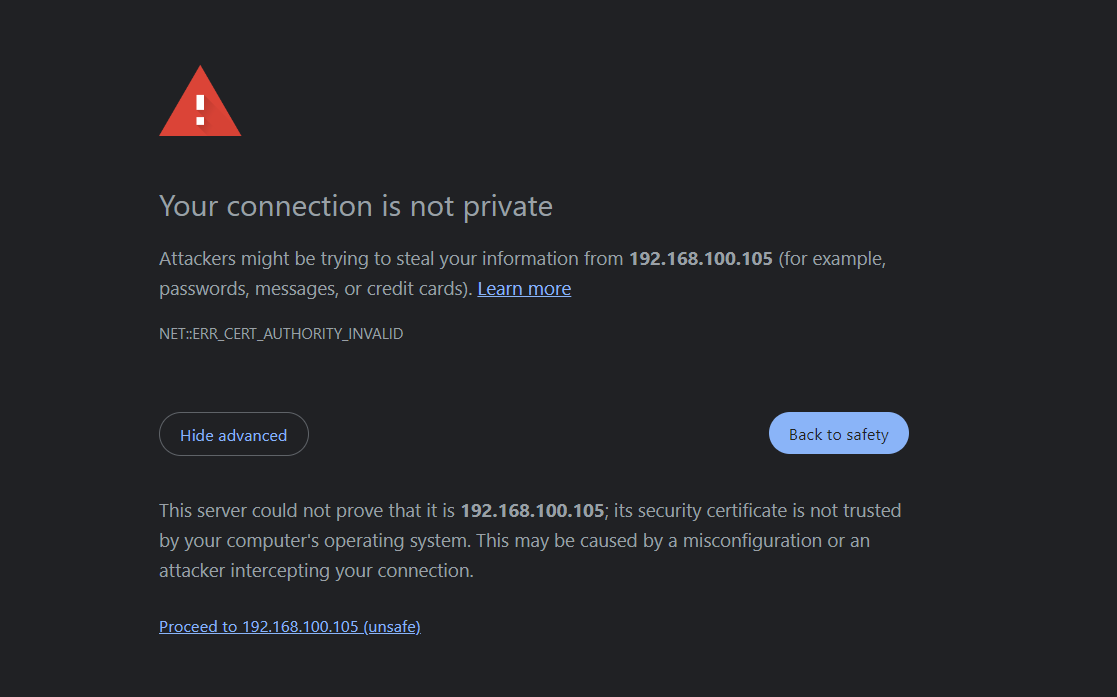 Your connection is not private
Attackers might be trying to steal your information from 192.168.100.105 (for example,
passwords, messages, or credit cards). Learn more
NET::ERR_CERT_AUTHORITY_INVALID
Hide advanced
Back to safety
This server could not prove that it is 192.168.100.105; its security certificate is not trusted
by your computer's operating system. This may be caused by a misconfiguration or an
attacker intercepting your connection.
Proceed to 192.168.100.105 (unsafe)